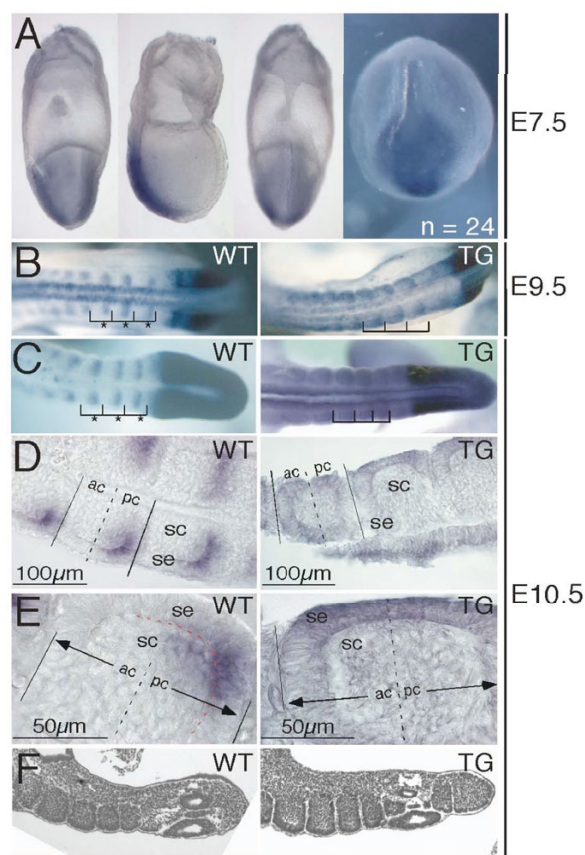 A
E7.5
n = 24
B WT TG
E9.5
* * *
C WT TG
* * *
D WT TG
ac pc sc se
ac pc sc se
100µm 100µm
E10.5
E WT TG
se sc ac pc
se sc ac pc
50µm 50µm
F WT TG